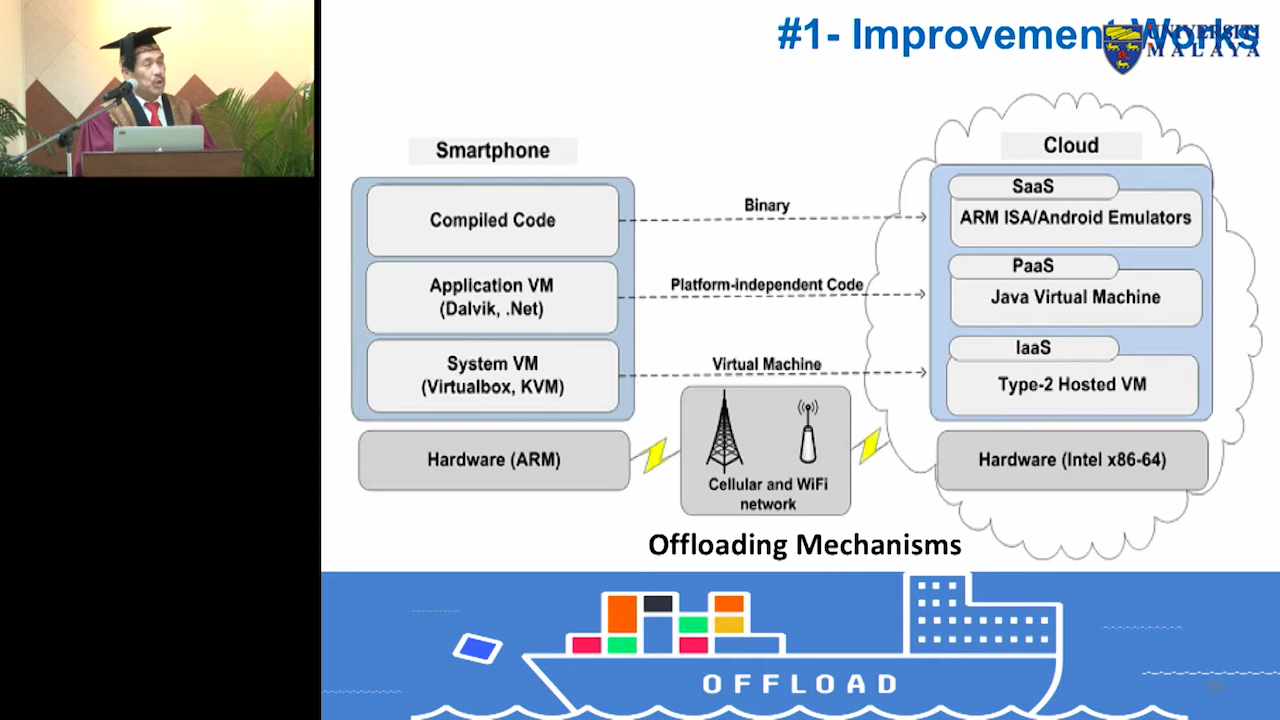 #1- Improvement Works
UNIVERSITI
MALAYA
Smartphone
Cloud
Compiled Code
Binary
SaaS
ARM ISA/Android Emulators
Application VM
(Dalvik, .Net)
Platform-independent Code
PaaS
Java Virtual Machine
System VM
(Virtualbox, KVM)
Virtual Machine
IaaS
Type-2 Hosted VM
Hardware (ARM)
Cellular and WiFi
network
Hardware (Intel x86-64)
Offloading Mechanisms
OFFLOAD